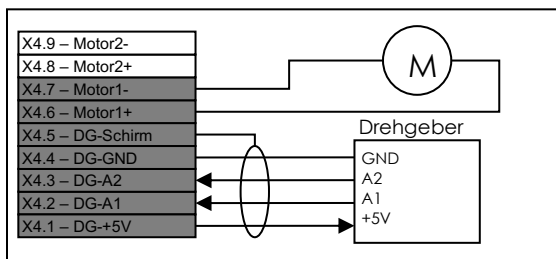 X4.9 – Motor2-
X4.8 – Motor2+
X4.7 – Motor1-
X4.6 – Motor1+
X4.5 – DG-Schirm
X4.4 – DG-GND
X4.3 – DG-A2
X4.2 – DG-A1
X4.1 – DG-+5V
M
Drehgeber
GND
A2
A1
+5V